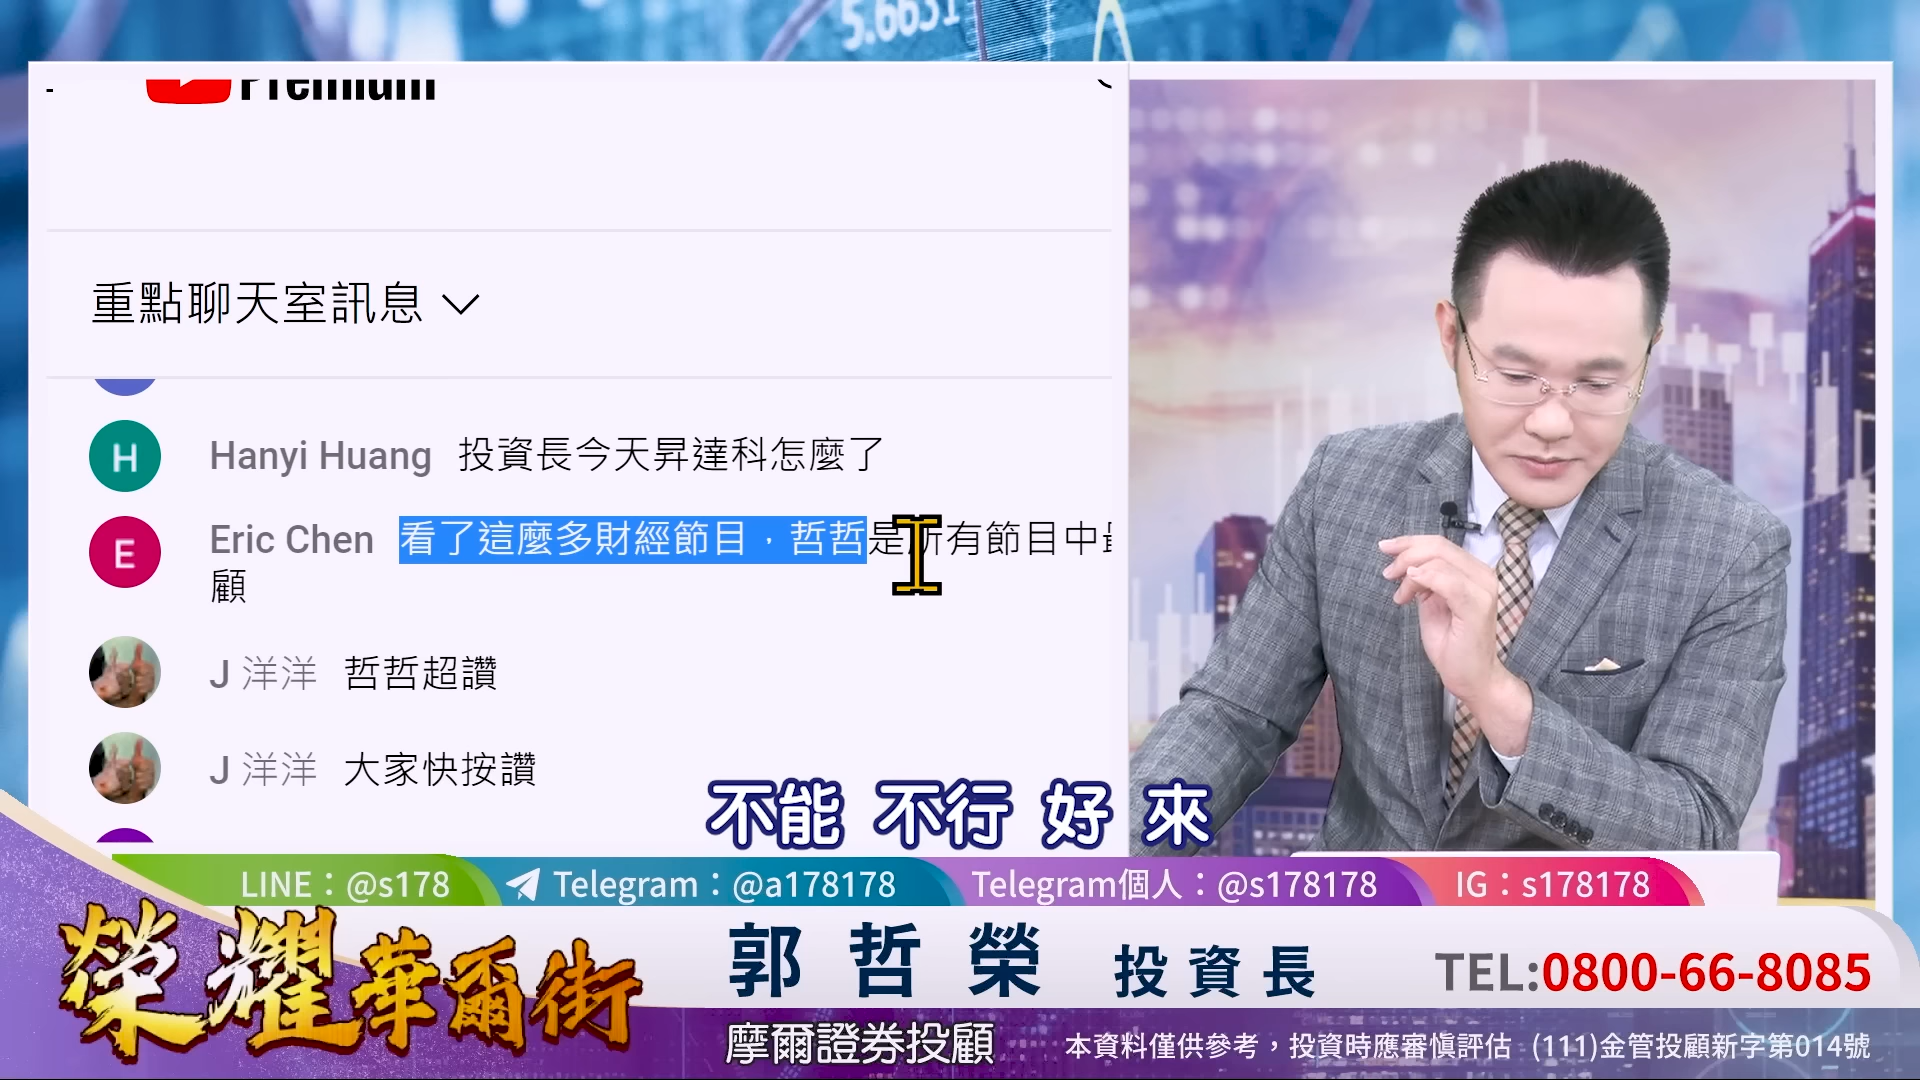 5.6631
Premium
重點聊天室訊息
H Hanyi Huang 投資長今天昇達科怎麼了
E Eric Chen 看了這麼多財經節目，哲哲是所有節目中
顧
J 洋洋 哲哲超讚
J 洋洋 大家快按讚
不能 不行 好 來
LINE：@s178 Telegram：@a178178 Telegram個人：@s178178 IG：s178178
榮耀華爾街
郭哲榮 投資長 TEL:0800-66-8085
摩爾證券投顧 本資料僅供參考，投資時應審慎評估 (111)金管投顧新字第014號